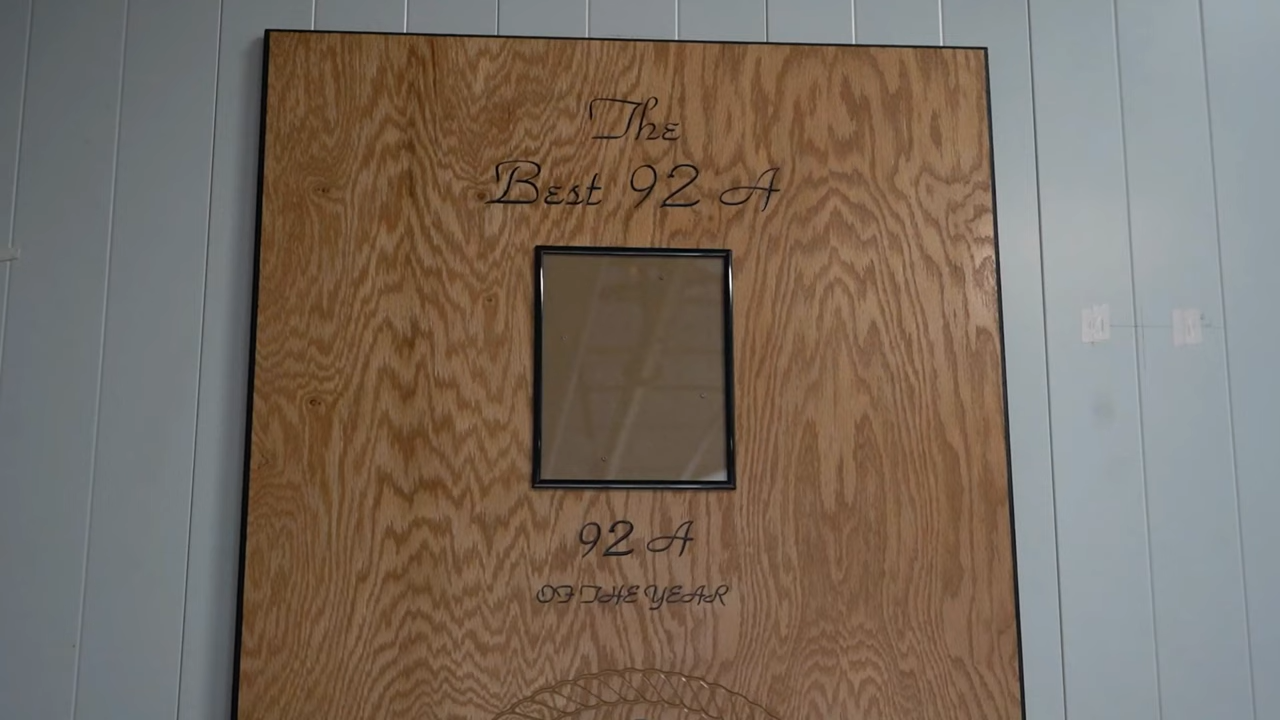 The
Best 92 A
92 A
OF THE YEAR